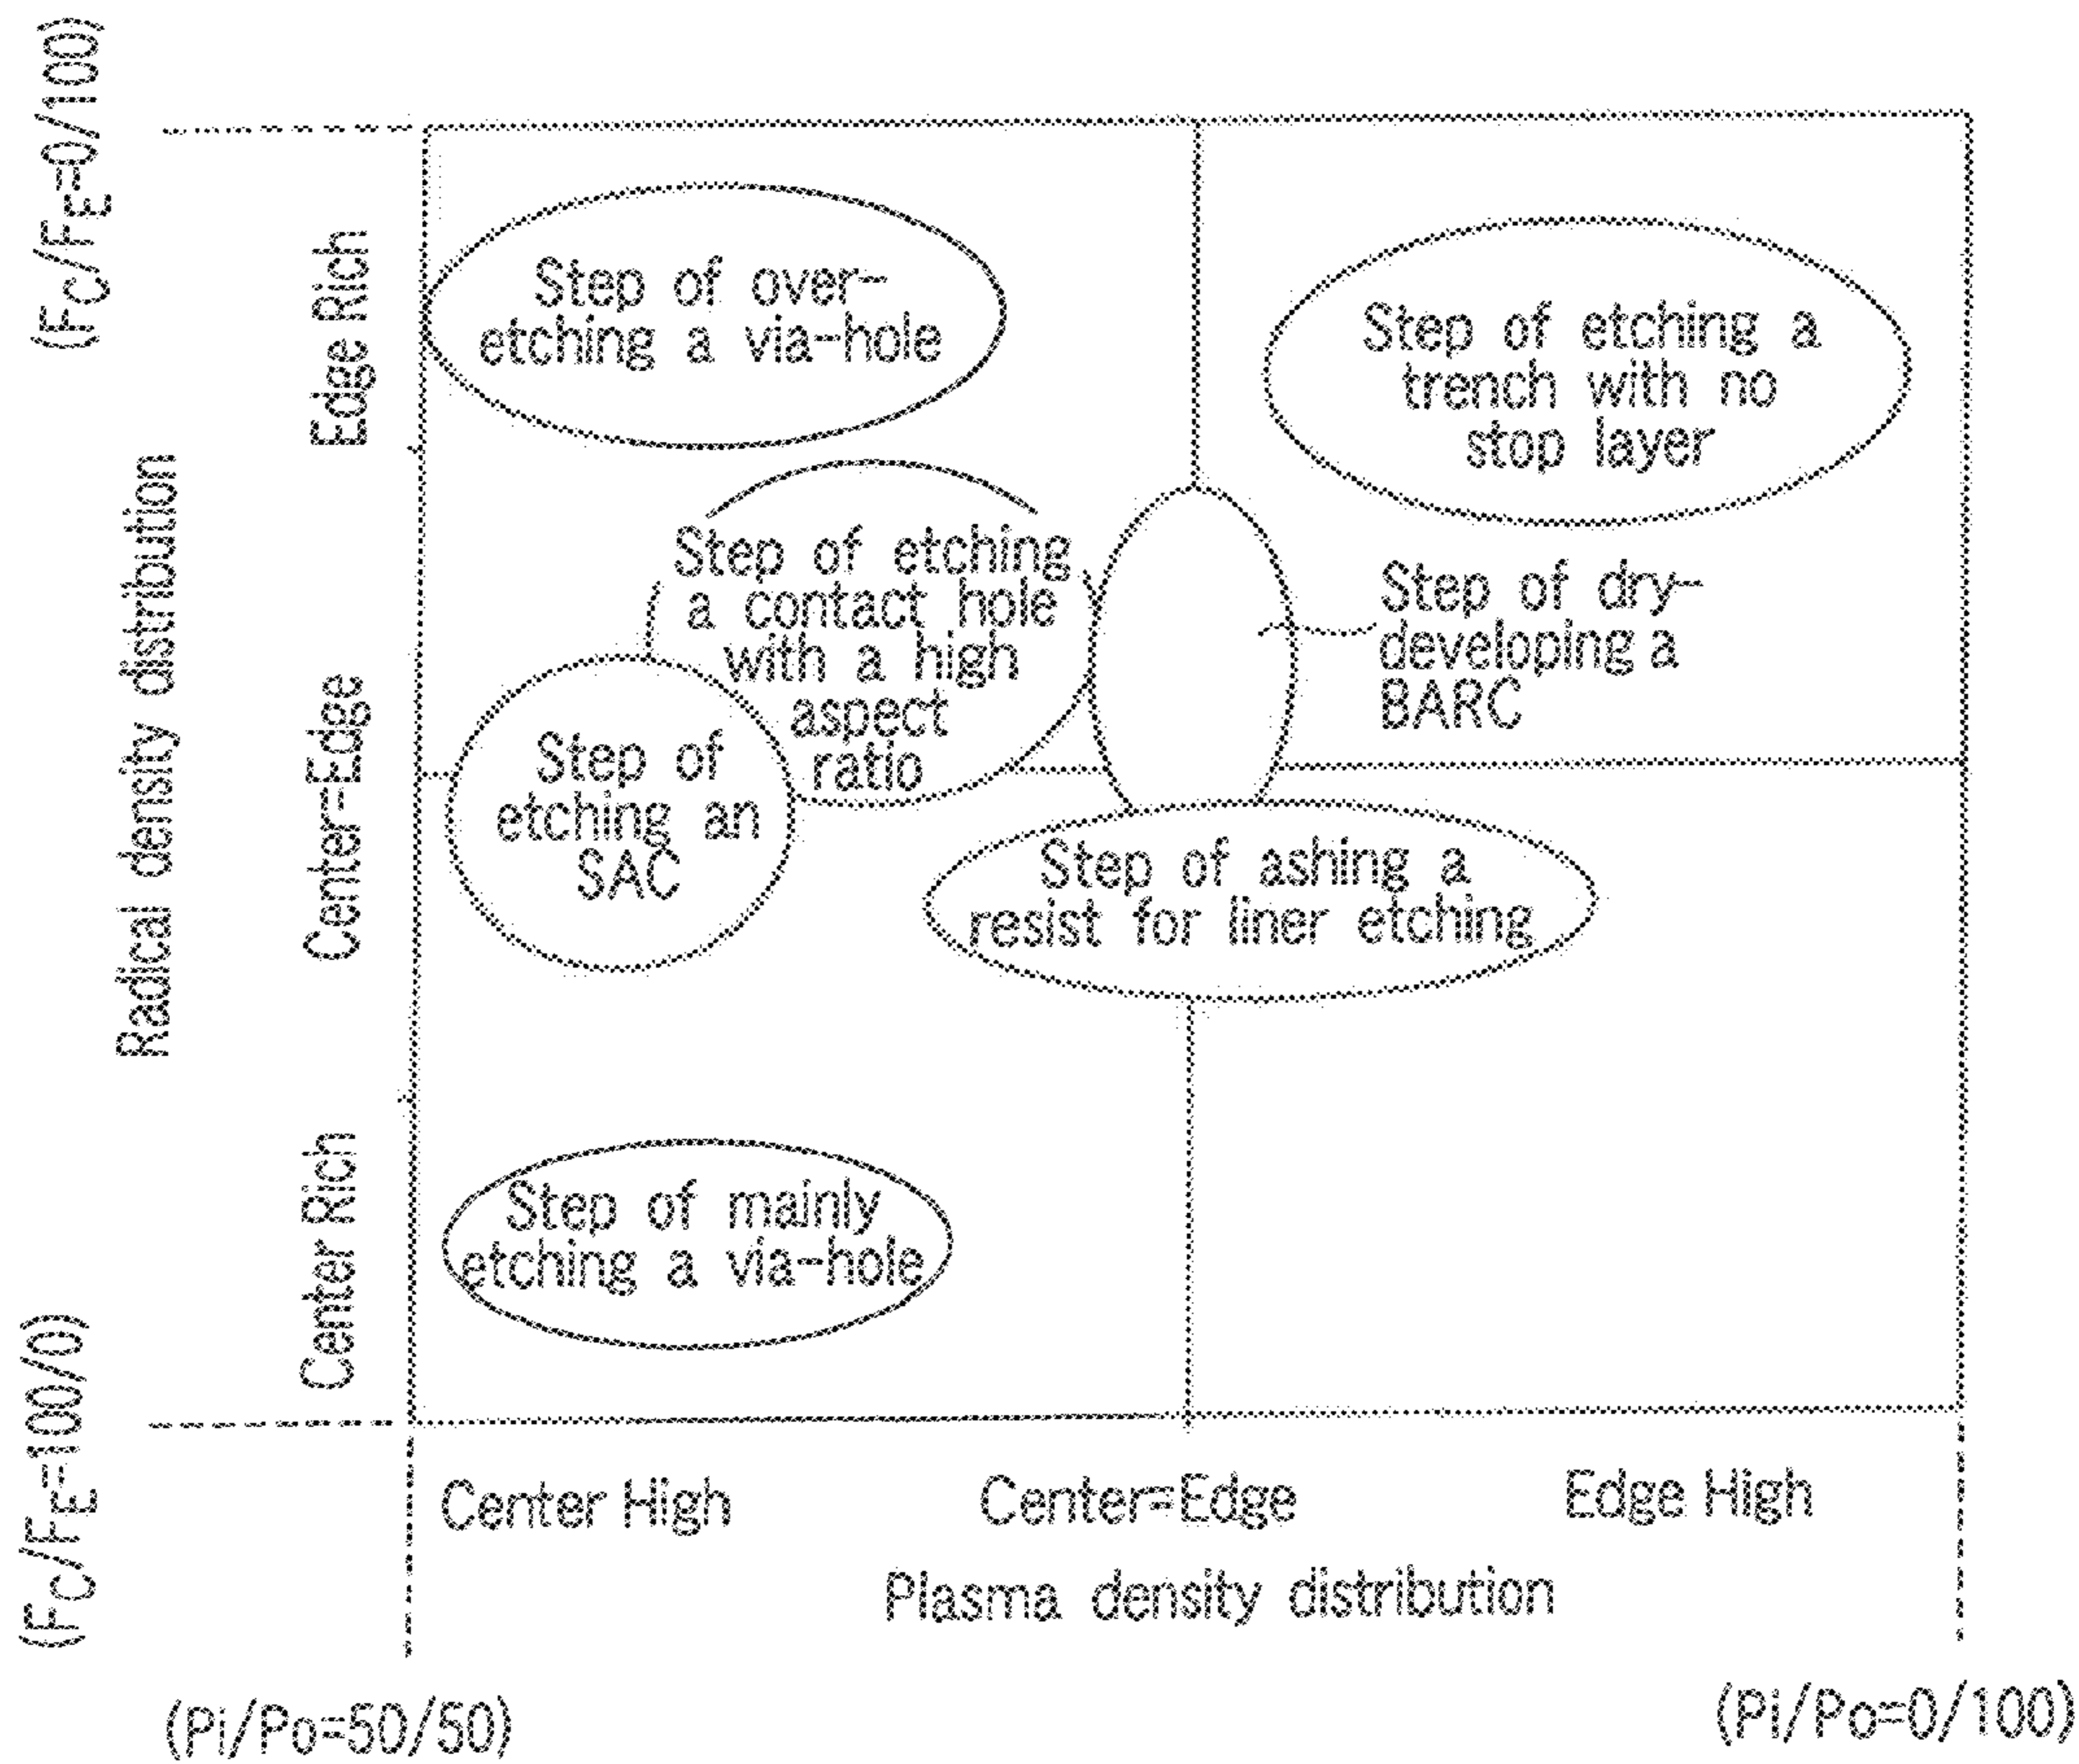 (FC/FE=0/100)
Edge Rich
Step of over-
etching a via-hole
Step of etching a
trench with no
stop layer
Radical density distribution
Step of etching
a contact hole
with a high
aspect
ratio
Step of dry-
developing a
BARC
Center=Edge
Step of
etching an
SAC
Step of ashing a
resist for liner etching
Center Rich
Step of mainly
etching a via-hole
(FC/FE=100/0)
Center High
Center=Edge
Edge High
Plasma density distribution
(Pi/Po=50/50)
(Pi/Po=0/100)